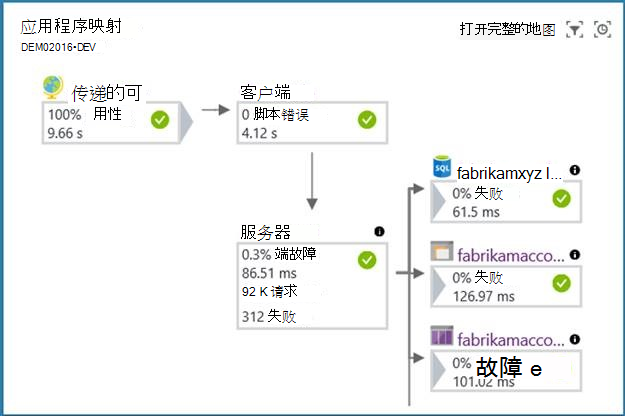 应用程序映射
DEM02016•DEV
打开完整的地图
传递的可
100% 用性
9.66 s
客户端
0 脚本错误
4.12 s
服务器
0.3% 端故障
86.51 ms
92 K 请求
312 失败
SQL
fabrikamxyz l...
0% 失败
61.5 ms
fabrikamacco...
0% 失败
126.97 ms
fabrikamacco...
0% 故障 e
101.02 ms